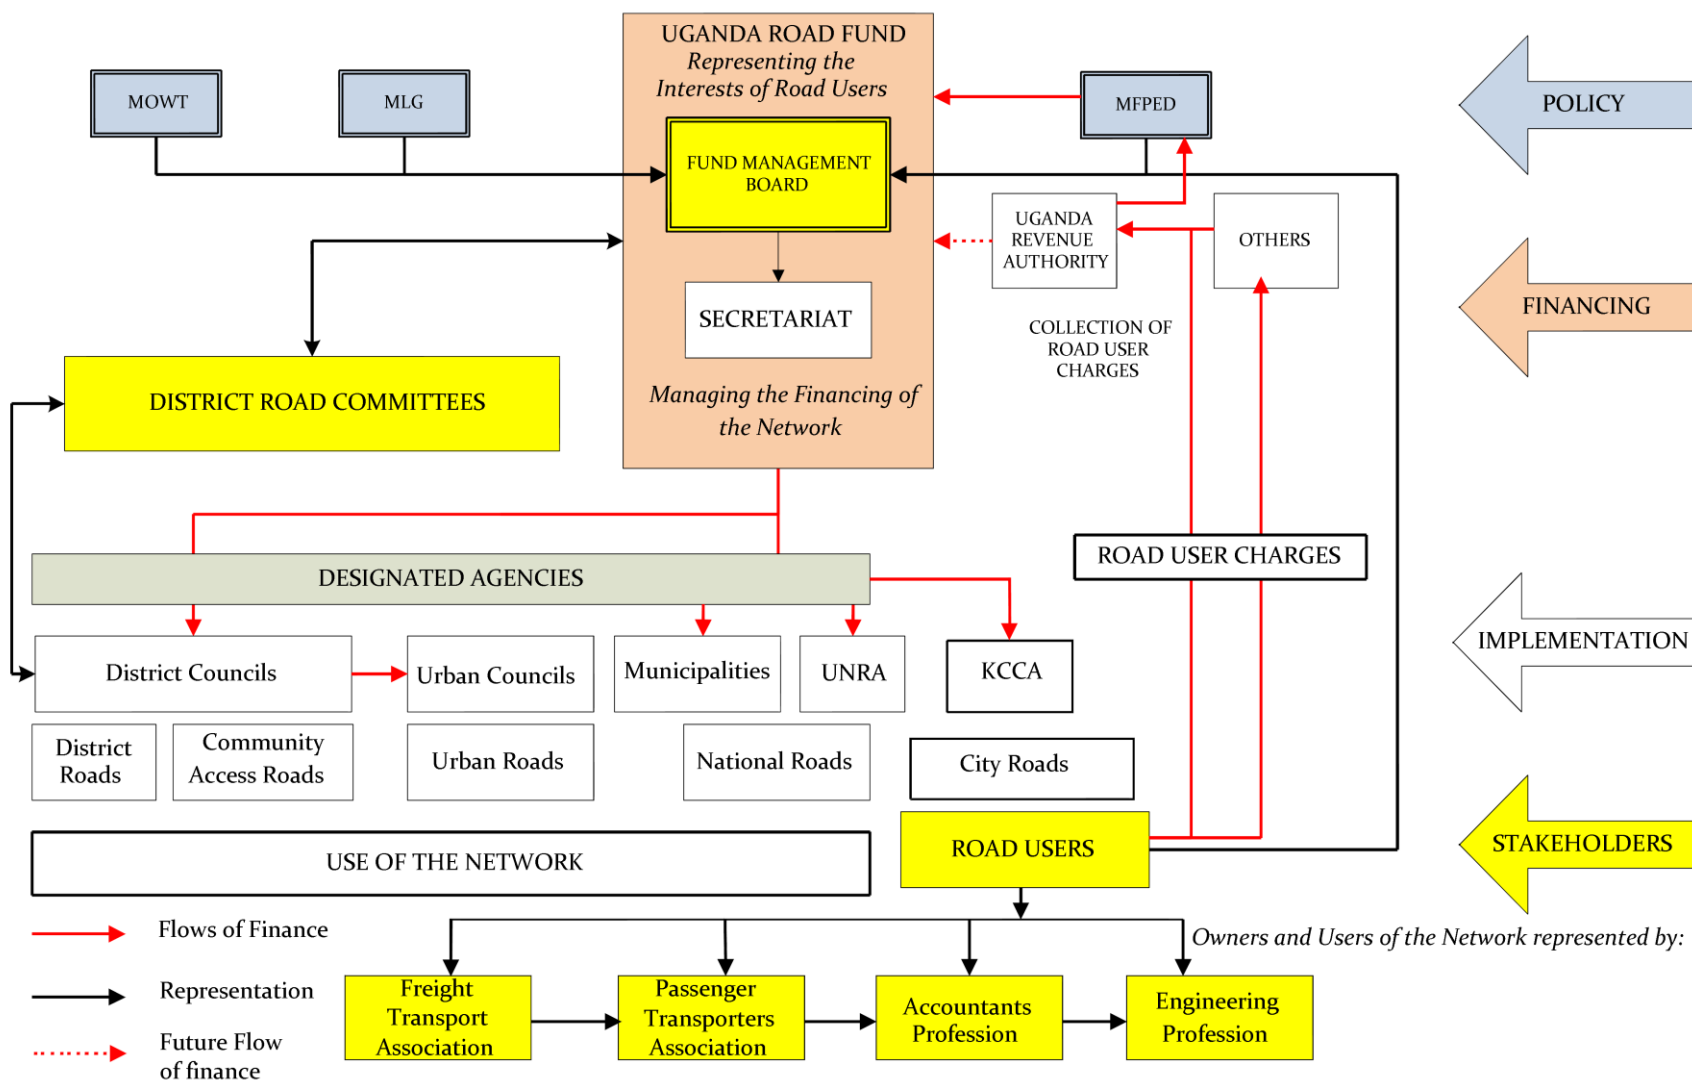 UGANDA ROAD FUND
Representing the
Interests of Road Users
MOWT
MLG
MFPED
POLICY
FUND MANAGEMENT
BOARD
UGANDA
REVENUE
AUTHORITY
OTHERS
SECRETARIAT
FINANCING
COLLECTION OF
ROAD USER
CHARGES
DISTRICT ROAD COMMITTEES
Managing the Financing of
the Network
ROAD USER CHARGES
DESIGNATED AGENCIES
IMPLEMENTATION
District Councils
Urban Councils
Municipalities
UNRA
KCCA
District
Roads
Community
Access Roads
Urban Roads
National Roads
City Roads
USE OF THE NETWORK
ROAD USERS
STAKEHOLDERS
Flows of Finance
Owners and Users of the Network represented by:
Representation
Future Flow
of finance
Freight
Transport
Association
Passenger
Transporters
Association
Accountants
Profession
Engineering
Profession